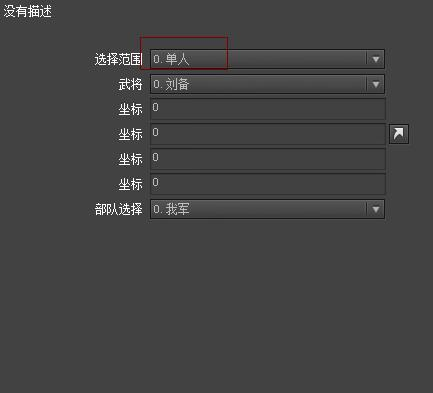 没有描述
选择范围 0. 单人
武将 0. 刘备
坐标 0
坐标 0
坐标 0
坐标 0
部队选择 0. 我军